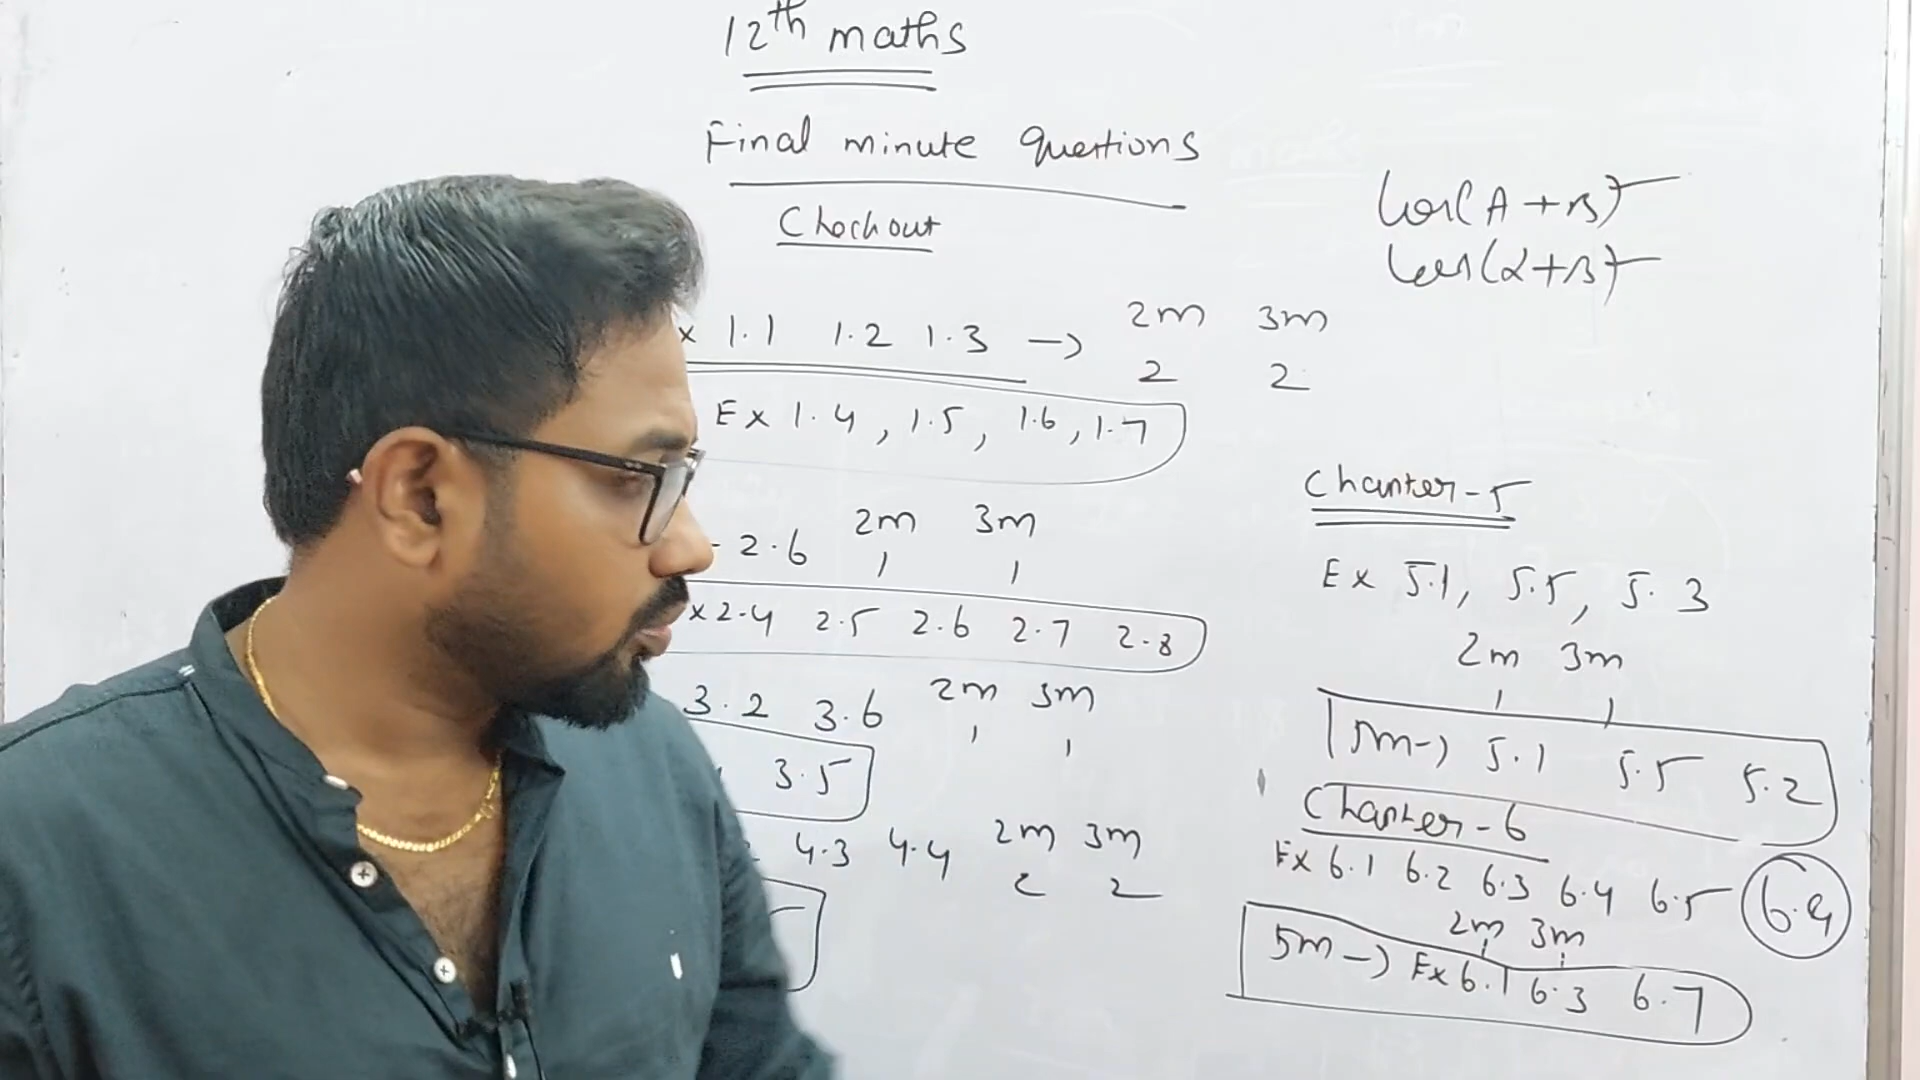 12th maths
Final minute Questions
Checkout
x 1.1 1.2 1.3 → 2m 3m
2 2
Ex 1.4, 1.5, 1.6, 1.7
2m 3m
- 2.6 1 1
x 2.4 2.5 2.6 2.7 2.8
3.2 3.6 2m 3m
1 1
3.5
4.3 4.4 2m 3m
2 2
cos(A+B)
cos(α+β)
Chapter-5
Ex 5.1, 5.5, 5.3
2m 3m
1 1
5m → 5.1 5.5 5.2
Chapter-6
Ex 6.1 6.2 6.3 6.4 6.5 6.9
2m 3m
1 1
5m → Ex 6.1 6.3 6.7